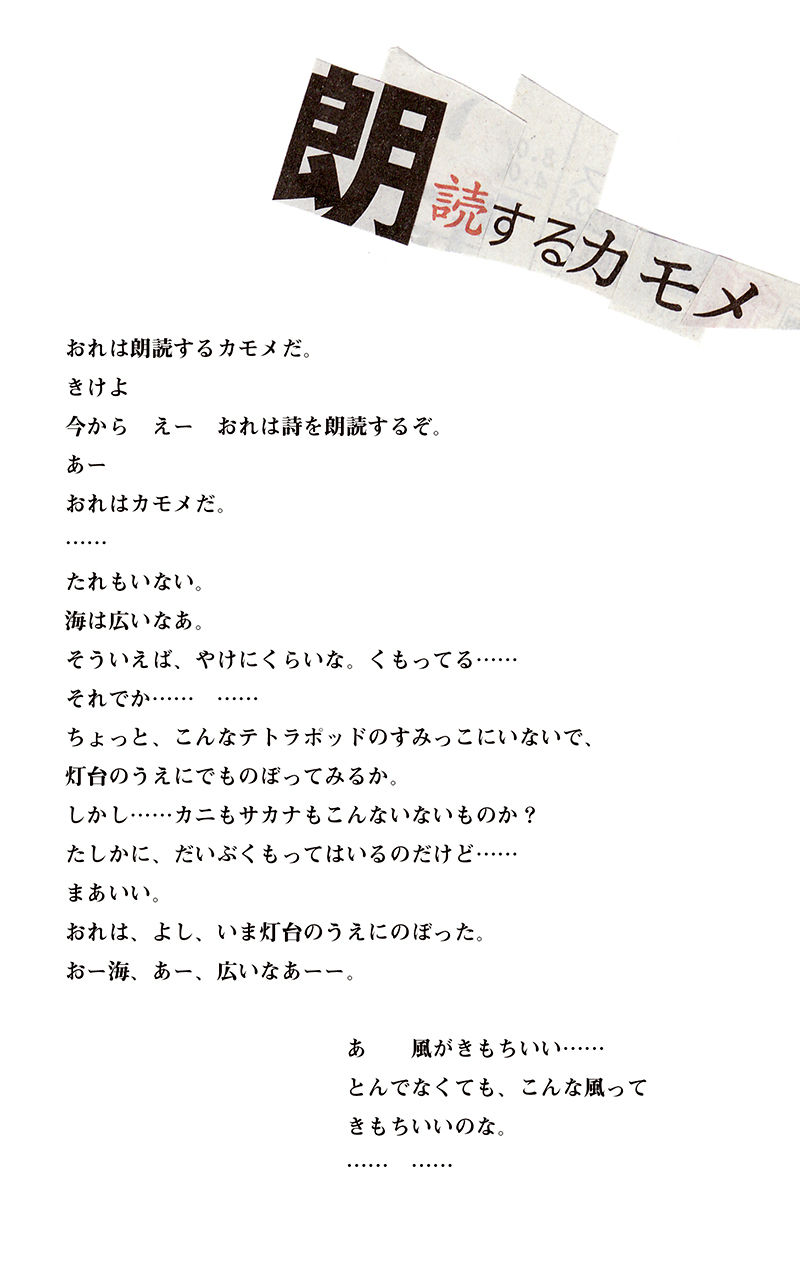 朗読するカモメ
おれは朗読するカモメだ。
きけよ
今から　えー　おれは詩を朗読するぞ。
あー
おれはカモメだ。
……
たれもいない。
海は広いなあ。
そういえば、やけにくらいな。くもってる……
それでか……　……
ちょっと、こんなテトラポッドのすみっこにいないで、
灯台のうえにでものぼってみるか。
しかし……カニもサカナもこんないないものか？
たしかに、だいぶくもってはいるのだけど……
まあいい。
おれは、よし、いま灯台のうえにのぼった。
おー海、あー、広いなあーー。
あ　　風がきもちいい……
とんでなくても、こんな風って
きもちいいのな。
……　……